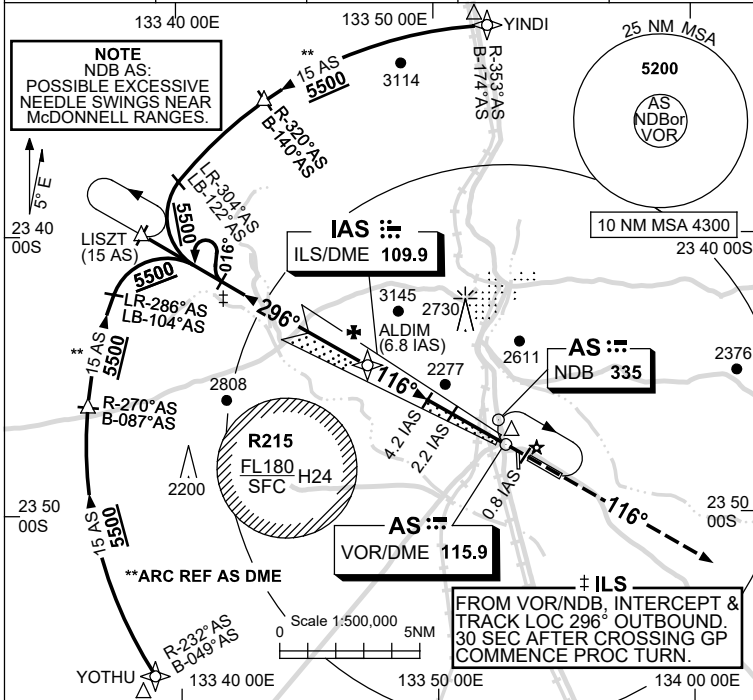 133 40 00E
133 50 00E
YINDI
25 NM MSA
5200
AS
NDBor
VOR
10 NM MSA 4300
NOTE
NDB AS:
POSSIBLE EXCESSIVE
NEEDLE SWINGS NEAR
McDONNELL RANGES.
**
15 AS
5500
3114
R-353°AS
B-174°AS
R-320°AS
B-140°AS
5° E
LR-304°AS
LB-122°AS
5500
23 40
00S
23 40 00S
LISZT
(15 AS)
016°
‡
IAS
ILS/DME 109.9
5500
LR-286°AS
LB-104°AS
296°
3145
2730
ALDIM
(6.8 IAS)
2611
AS
NDB 335
2376
**
15 AS
5500
116°
2277
R-270°AS
B-087°AS
2808
4.2 IAS
2.2 IAS
R215
FL180
SFC
H24
2200
0.8 IAS
116°
23 50
00S
23 50
00S
15 AS
5500
AS
VOR/DME 115.9
**ARC REF AS DME
‡ ILS
FROM VOR/NDB, INTERCEPT &
TRACK LOC 296° OUTBOUND.
30 SEC AFTER CROSSING GP
COMMENCE PROC TURN.
Scale 1:500,000
0
5NM
R-232°AS
B-049°AS
YOTHU
133 40 00E
133 50 00E
134 00 00E